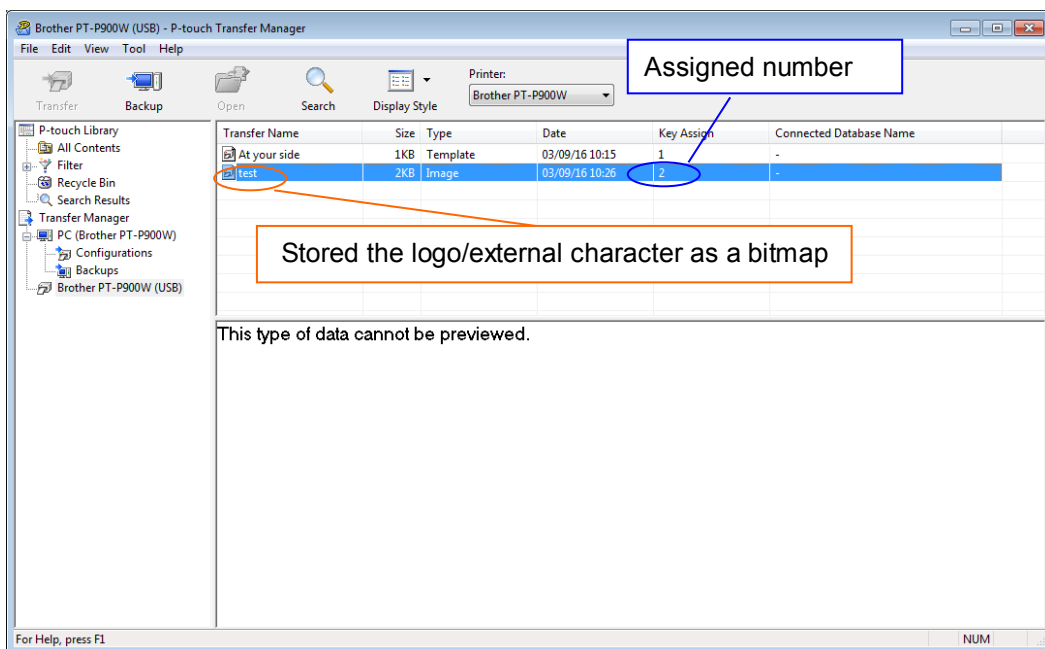 Brother PT-P900W (USB) - P-touch Transfer Manager
File Edit View Tool Help
Transfer Backup Open Search Display Style Printer: Brother PT-P900W
Assigned number
P-touch Library
All Contents
Filter
Recycle Bin
Search Results
Transfer Manager
PC (Brother PT-P900W)
Configurations
Backups
Brother PT-P900W (USB)
Transfer Name Size Type Date Key Assign Connected Database Name
At your side 1KB Template 03/09/16 10:15 1 -
test 2KB Image 03/09/16 10:26 2 -
Stored the logo/external character as a bitmap
This type of data cannot be previewed.
For Help, press F1 NUM